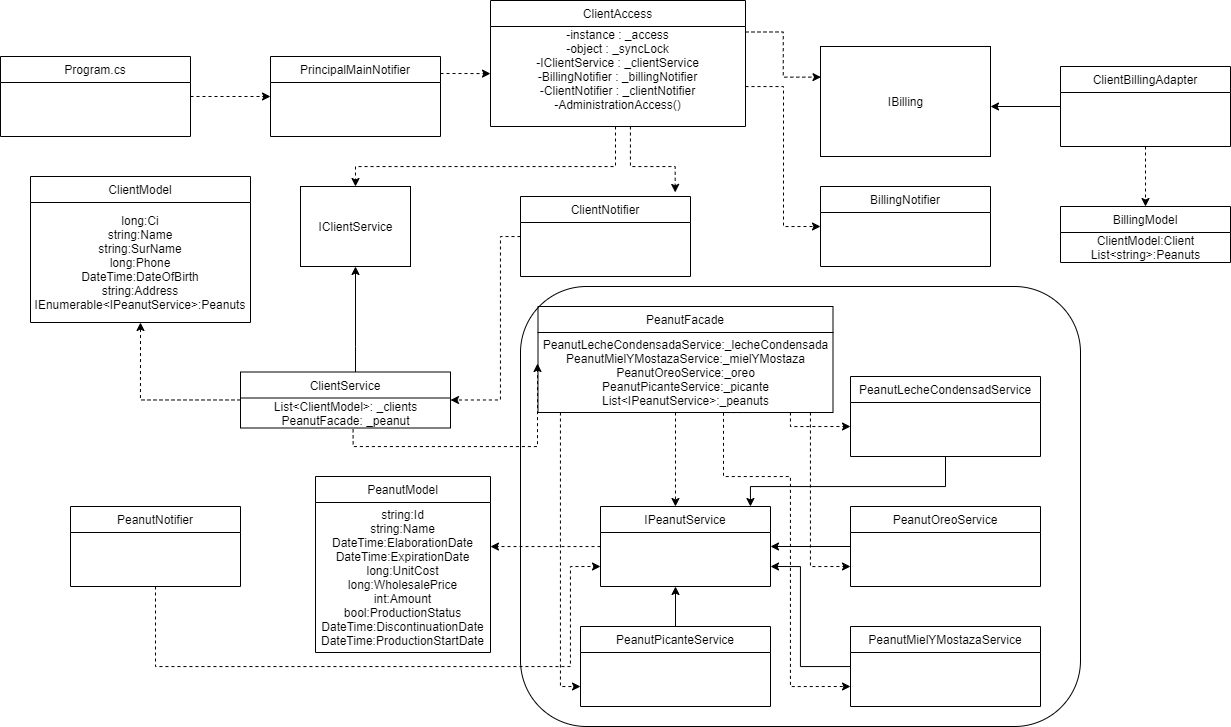 ClientAccess
-instance : _access
-object : _syncLock
-IClientService : _clientService
-BillingNotifier : _billingNotifier
-ClientNotifier : _clientNotifier
-AdministrationAccess()
Program.cs
PrincipalMainNotifier
IBilling
ClientBillingAdapter
ClientModel
long:Ci
string:Name
string:SurName
long:Phone
DateTime:DateOfBirth
string:Address
IEnumerable<IPeanutService>:Peanuts
IClientService
ClientNotifier
BillingNotifier
BillingModel
ClientModel:Client
List<string>:Peanuts
PeanutFacade
PeanutLecheCondensadaService:_lecheCondensada
PeanutMielYMostazaService:_mielYMostaza
PeanutOreoService:_oreo
PeanutPicanteService:_picante
List<IPeanutService>:_peanuts
ClientService
List<ClientModel>: _clients
PeanutFacade: _peanut
PeanutLecheCondensadService
PeanutModel
string:Id
string:Name
DateTime:ElaborationDate
DateTime:ExpirationDate
long:UnitCost
long:WholesalePrice
int:Amount
bool:ProductionStatus
DateTime:DiscontinuationDate
DateTime:ProductionStartDate
PeanutNotifier
IPeanutService
PeanutOreoService
PeanutPicanteService
PeanutMielYMostazaService